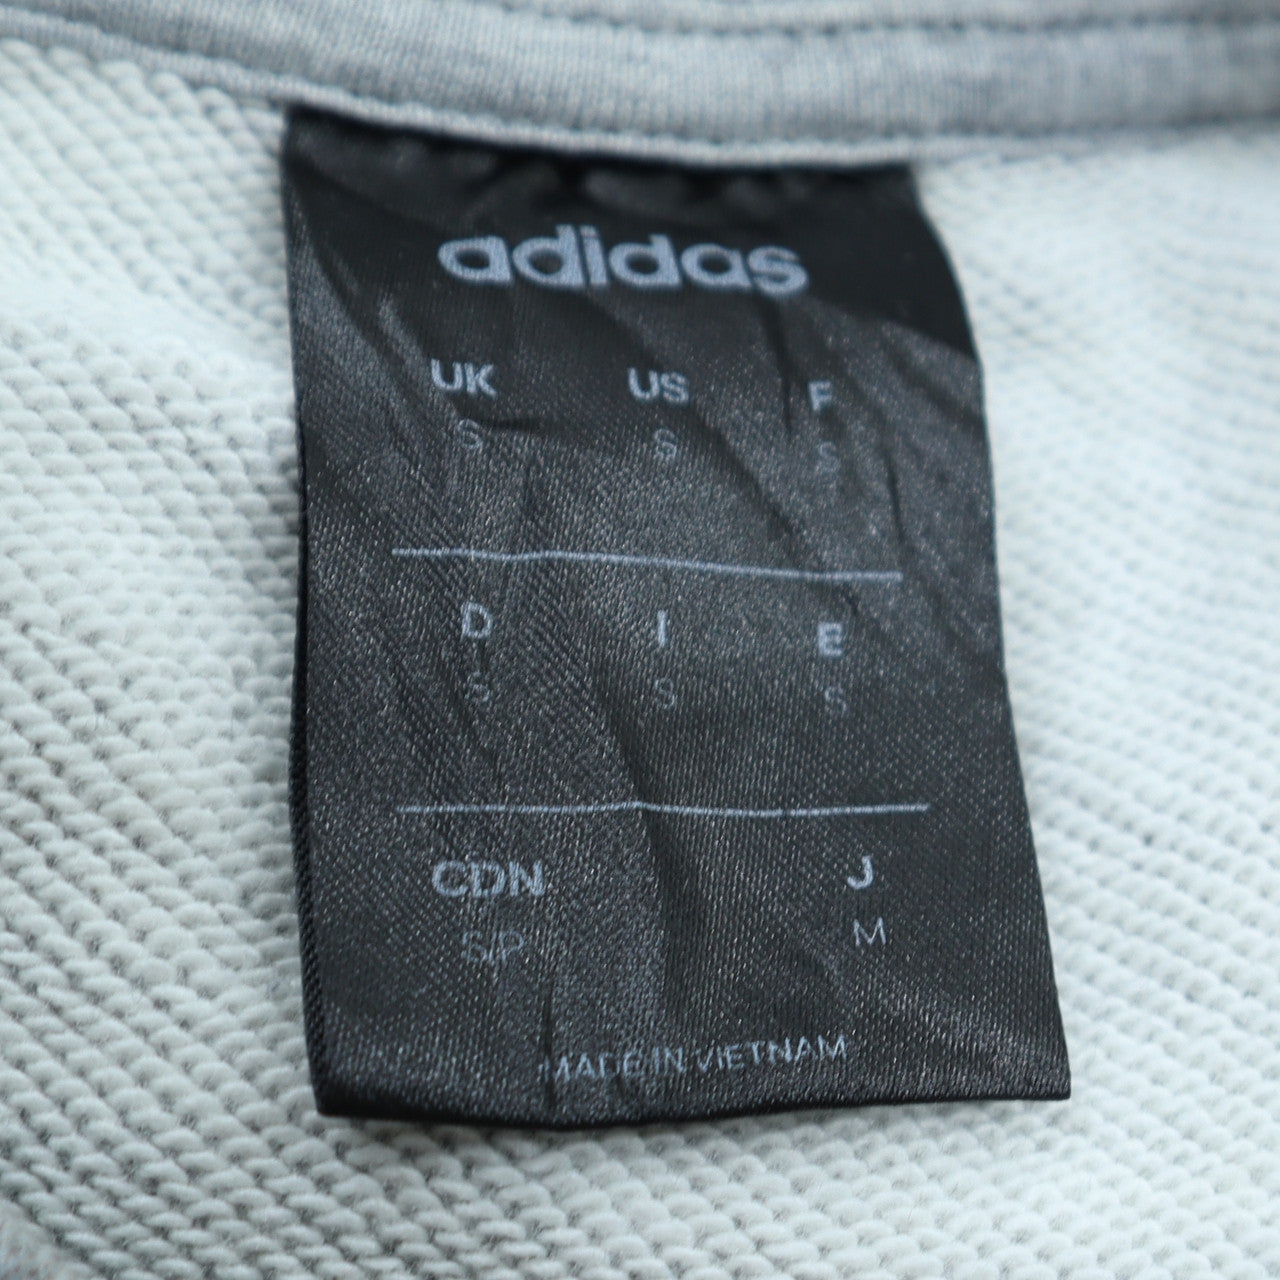 adidas
UK US F
S S S
D I E
S S S
CDN J
S/P M
MADE IN VIETNAM